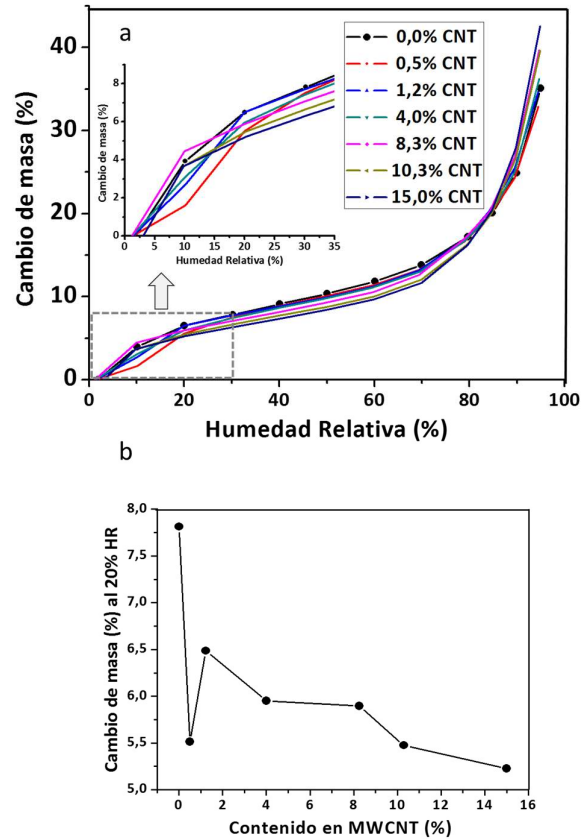 a
Cambio de masa (%)
40
30
20
10
0
0
20
40
60
80
100
Humedad Relativa (%)
Cambio de masa (%)
8
6
4
2
0
5
10
15
20
25
30
35
Humedad Relativa (%)
0,0% CNT
0,5% CNT
1,2% CNT
4,0% CNT
8,3% CNT
10,3% CNT
15,0% CNT
b
Cambio de masa (%) al 20% HR
8,0
7,5
7,0
6,5
6,0
5,5
5,0
0
2
4
6
8
10
12
14
16
Contenido en MWCNT (%)